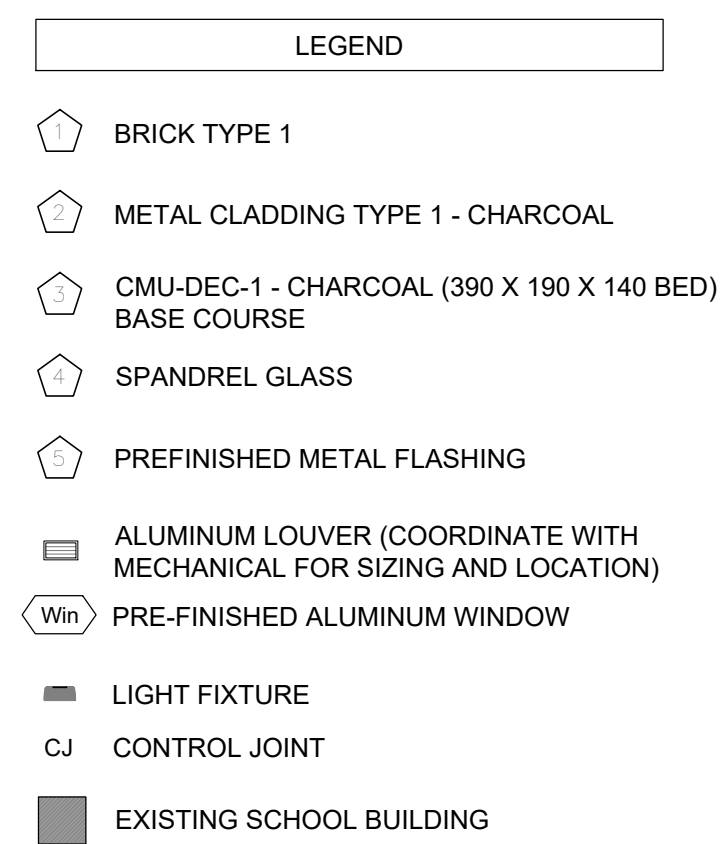 LEGEND
1 BRICK TYPE 1
2 METAL CLADDING TYPE 1 - CHARCOAL
3 CMU-DEC-1 - CHARCOAL (390 X 190 X 140 BED)
BASE COURSE
4 SPANDREL GLASS
5 PREFINISHED METAL FLASHING
ALUMINUM LOUVER (COORDINATE WITH
MECHANICAL FOR SIZING AND LOCATION)
Win PRE-FINISHED ALUMINUM WINDOW
LIGHT FIXTURE
CJ CONTROL JOINT
EXISTING SCHOOL BUILDING